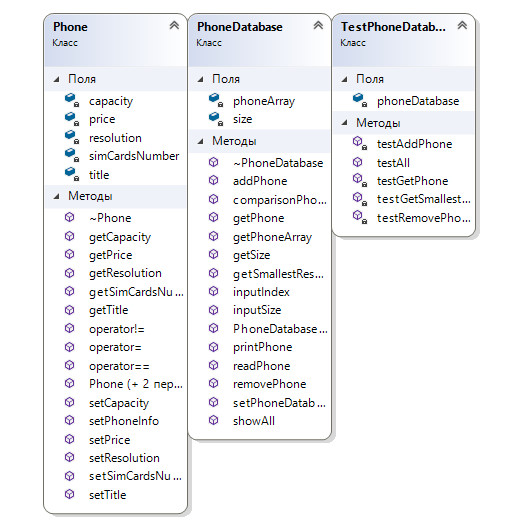 Phone
Класс
Поля
capacity
price
resolution
simCardsNumber
title
Методы
~Phone
getCapacity
getPrice
getResolution
getSimCardsNu...
getTitle
operator!=
operator=
operator==
Phone (+ 2 пер...
setCapacity
setPhoneInfo
setPrice
setResolution
setSimCardsNu...
setTitle
PhoneDatabase
Класс
Поля
phoneArray
size
Методы
~PhoneDatabase
addPhone
comparisonPho...
getPhone
getPhoneArray
getSize
getSmallestRes...
inputIndex
inputSize
PhoneDatabase...
printPhone
readPhone
removePhone
setPhoneDatab...
showAll
TestPhoneDatab...
Класс
Поля
phoneDatabase
Методы
testAddPhone
testAll
testGetPhone
testGetSmallest...
testRemovePho...